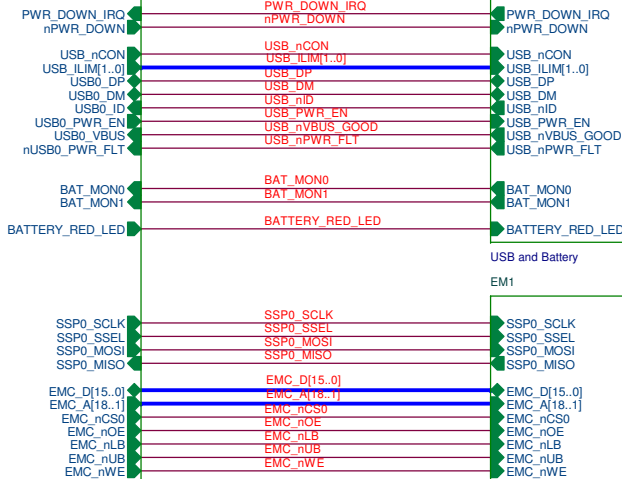 PWR_DOWN_IRQ PWR_DOWN_IRQ PWR_DOWN_IRQ
nPWR_DOWN nPWR_DOWN nPWR_DOWN
USB_nCON USB_nCON USB_nCON
USB_ILIM[1..0] USB_ILIM[1..0] USB_ILIM[1..0]
USB0_DP USB_DP USB_DP
USB0_DM USB_DM USB_DM
USB0_ID USB_nID USB_nID
USB0_PWR_EN USB_PWR_EN USB_PWR_EN
USB0_VBUS USB_nVBUS_GOOD USB_nVBUS_GOOD
nUSB0_PWR_FLT USB_nPWR_FLT USB_nPWR_FLT
BAT_MON0 BAT_MON0 BAT_MON0
BAT_MON1 BAT_MON1 BAT_MON1
BATTERY_RED_LED BATTERY_RED_LED BATTERY_RED_LED
USB and Battery
EM1
SSP0_SCLK SSP0_SCLK SSP0_SCLK
SSP0_SSEL SSP0_SSEL SSP0_SSEL
SSP0_MOSI SSP0_MOSI SSP0_MOSI
SSP0_MISO SSP0_MISO SSP0_MISO
EMC_D[15..0] EMC_D[15..0] EMC_D[15..0]
EMC_A[18..1] EMC_A[18..1] EMC_A[18..1]
EMC_nCS0 EMC_nCS0 EMC_nCS0
EMC_nOE EMC_nOE EMC_nOE
EMC_nLB EMC_nLB EMC_nLB
EMC_nUB EMC_nUB EMC_nUB
EMC_nWE EMC_nWE EMC_nWE